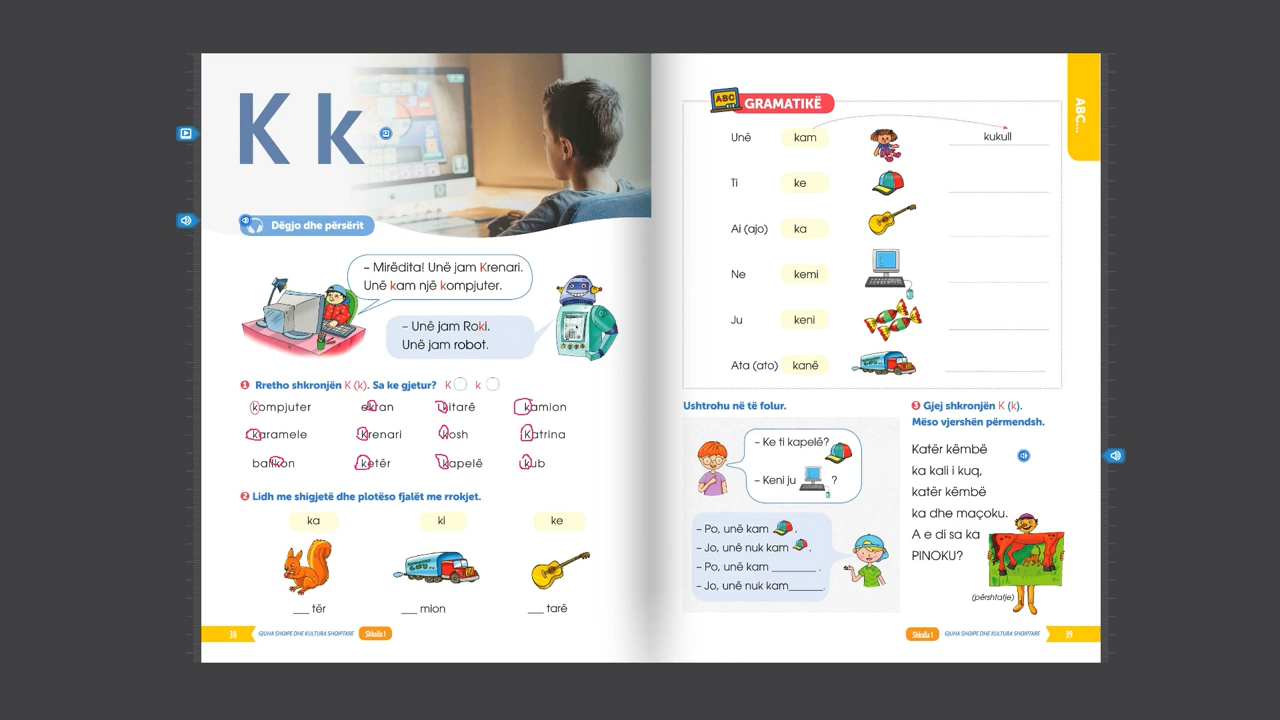 K k
Dëgjo dhe përsërit
– Mirëdita! Unë jam Krenari.
Unë kam një kompjuter.
– Unë jam Roki.
Unë jam robot.
1 Rretho shkronjën K (k). Sa ke gjetur? K k
kompjuter ekran kitarë kamion
karamele Krenari kosh Katrina
ballkon ketër kapelë kub
2 Lidh me shigjetë dhe plotëso fjalët me rrokjet.
ka ki ke
___ tër ___ mion ___ tarë
38 GJUHA SHQIPE DHE KULTURA SHQIPTARE Shkalla 1
ABC...
ABC GRAMATIKË
Unë kam kukull
Ti ke
Ai (ajo) ka
Ne kemi
Ju keni
Ata (ato) kanë
Ushtrohu në të folur.
– Ke ti kapelë?
– Keni ju ?
– Po, unë kam .
– Jo, unë nuk kam .
– Po, unë kam ________ .
– Jo, unë nuk kam______.
3 Gjej shkronjën K (k).
Mëso vjershën përmendsh.
Katër këmbë
ka kali i kuq,
katër këmbë
ka dhe maçoku.
A e di sa ka
PINOKU?
(përshtatje)
Shkalla 1 GJUHA SHQIPE DHE KULTURA SHQIPTARE 39